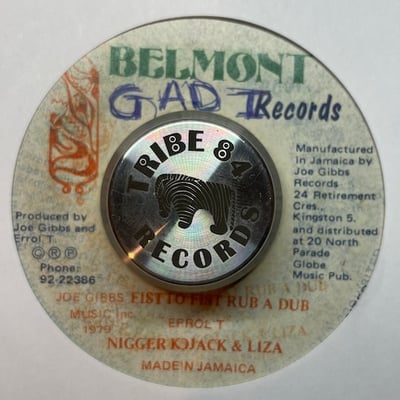 BELMONT
GAD I
Records
TRIBE 84
RECORDS
Manufactured
in Jamaica by
Joe Gibbs
Records
24 Retirement
Cres.,
Kingston 5.
and distributed
at 20 North
Parade
Globe
Music Pub.
Produced by
Joe Gibbs and
Errol T.
C R P
Phone:
92-22386
JOE GIBBS
MUSIC Inc
1979
FIST TO FIST RUB A DUB
ERROL T
NIGGER KOJACK & LIZA
MADE IN JAMAICA